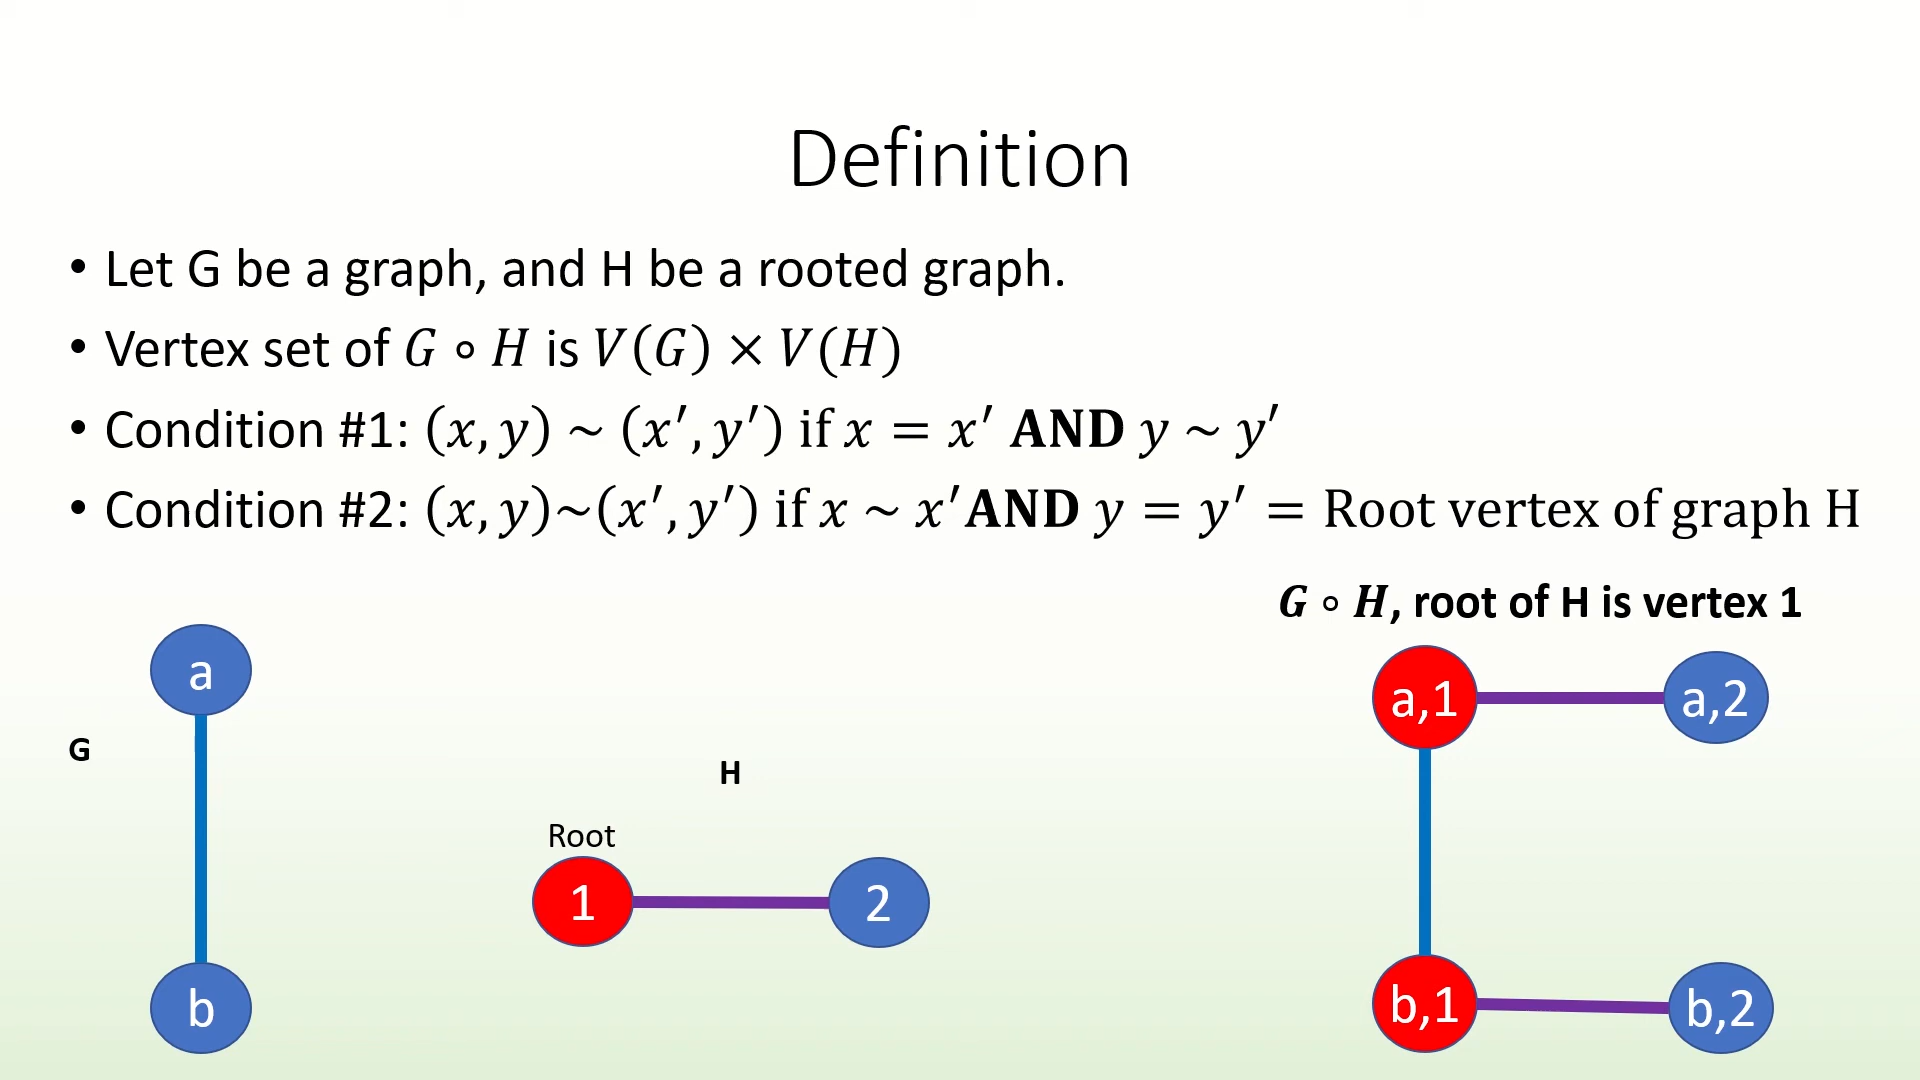 Definition
• Let G be a graph, and H be a rooted graph.
• Vertex set of 𝐺 ∘ 𝐻 is 𝑉(𝐺) × 𝑉(𝐻)
• Condition #1: (𝑥, 𝑦) ~ (𝑥′, 𝑦′) if 𝑥 = 𝑥′ AND 𝑦 ~ 𝑦′
• Condition #2: (𝑥, 𝑦)~(𝑥′, 𝑦′) if 𝑥 ~ 𝑥′AND 𝑦 = 𝑦′ = Root vertex of graph H
G ∘ H, root of H is vertex 1
a
G
b
H
Root
1
2
a,1
a,2
b,1
b,2